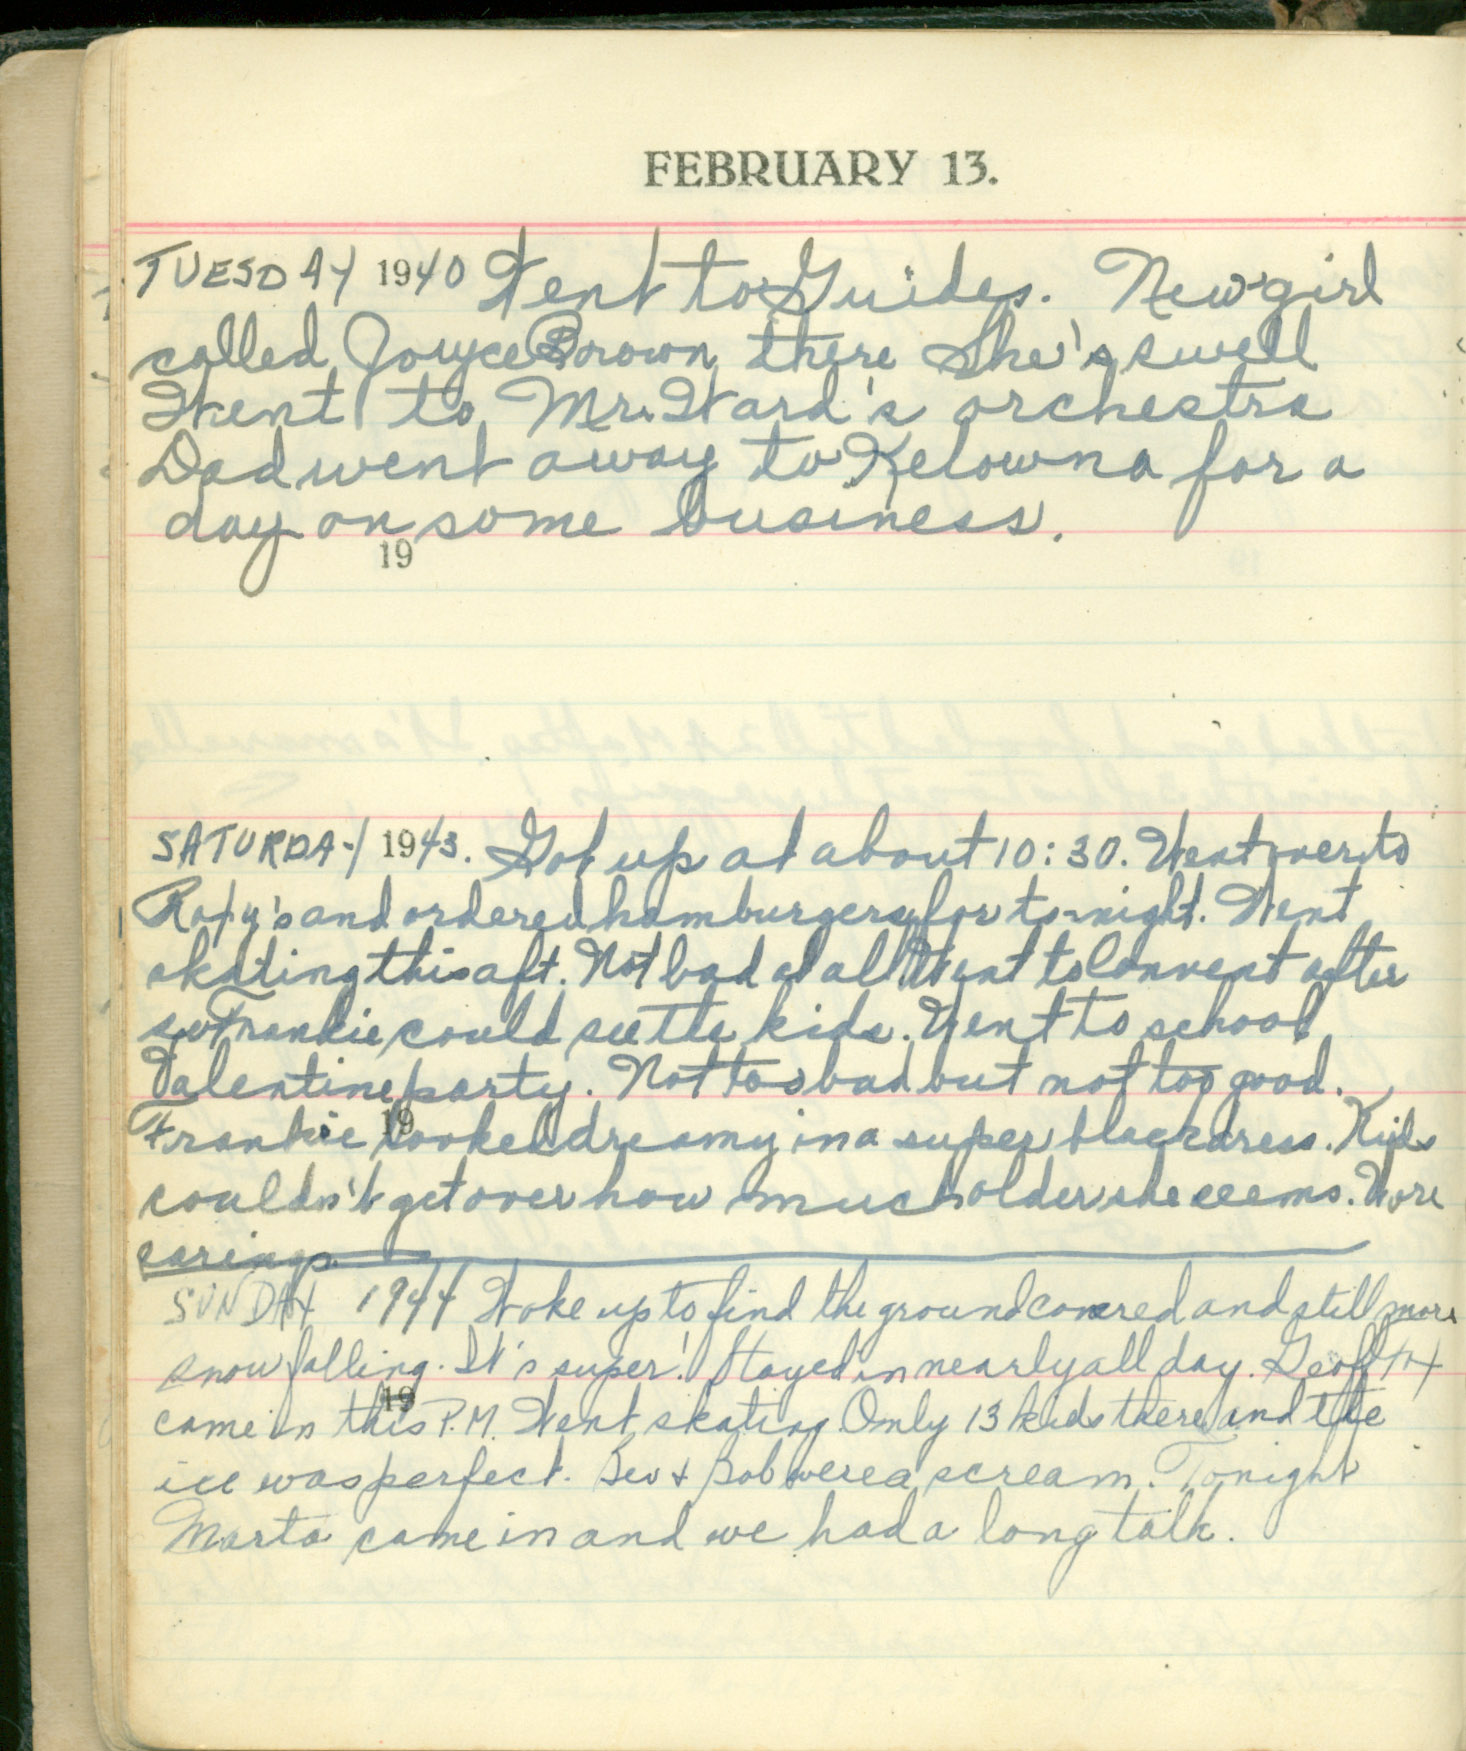 FEBRUARY 13.
TUESDAY 1940 Went to Guides. New girl
called Joyce Brown there She's swell
Went to Mr. Ward's orchestra
Dad went away to Kelowna for a
day on some business.
19
SATURDAY 1943. Got up at about 10:30. Went over to
Roxy's and ordered hamburgers for to-night. Went
skating this aft. Not bad at all Went to Convent after
so Frankie could see the kids. Went to school
Valentine party. Not too bad but not too good.
19
Frankie looked dreamy in a super black dress. Kids
couldn't get over how much older she seems. Wore
earings.
SUNDAY 1944 Woke up to find the ground covered and still more
snow falling. It's super! Stayed in nearly all day. Geoff
19
came in this P.M. Went skating Only 13 kids there and the
ice was perfect. Bev + Bob were a scream. Tonight
Marta came in and we had a long talk.